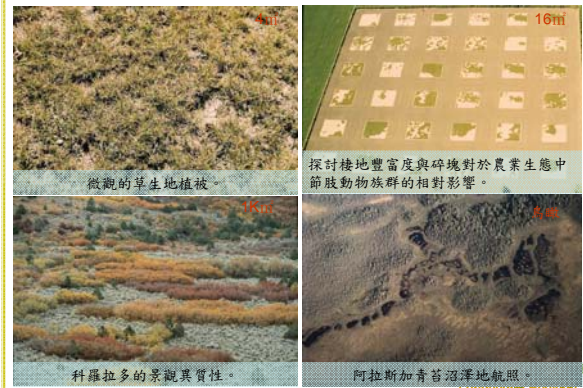 4m
16m
微觀的草生地植被。
探討棲地豐富度與碎塊對於農業生態中
節肢動物族群的相對影響。
1Km
科羅拉多的景觀異質性。
阿拉斯加青苔沼澤地航照。